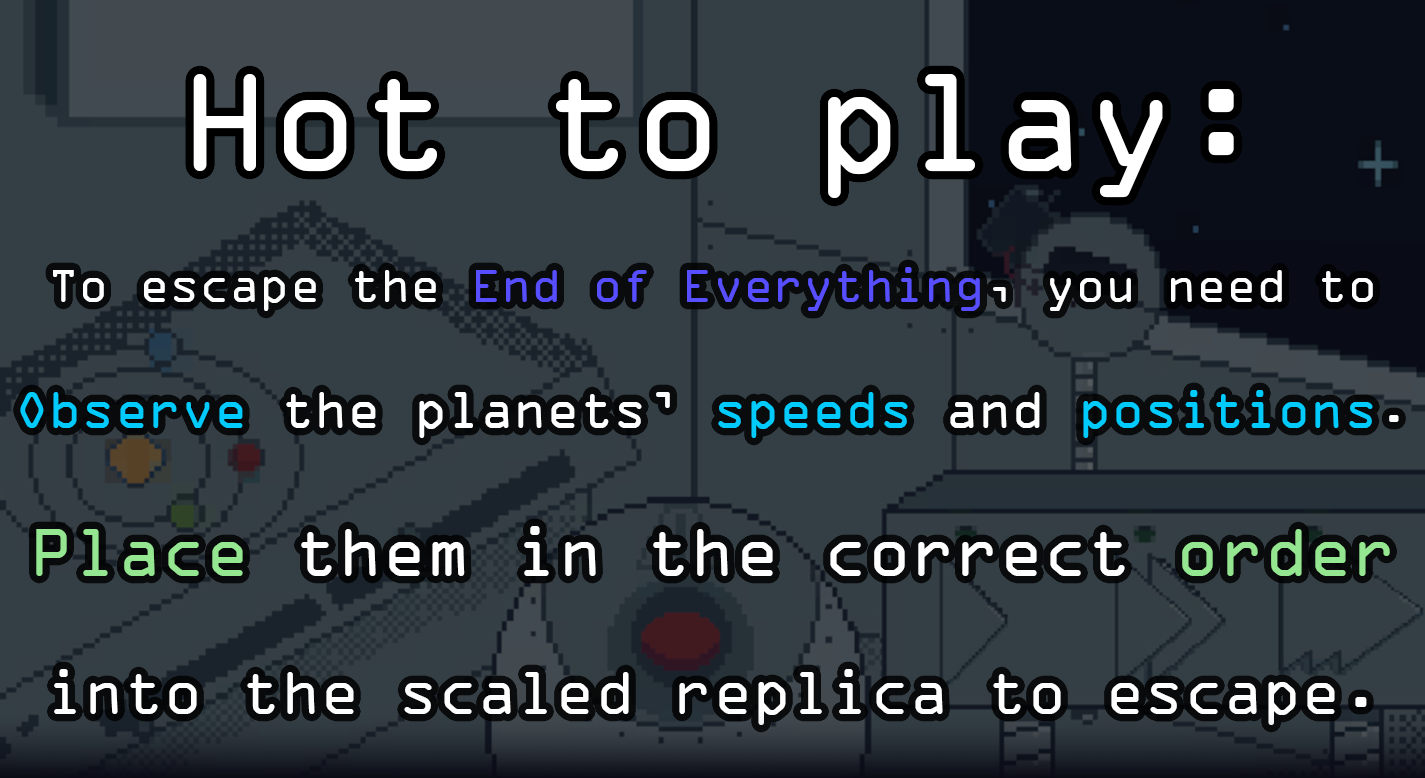 Hot to play:
To escape the End of Everything, you need to
Observe the planets' speeds and positions.
Place them in the correct order
into the scaled replica to escape.